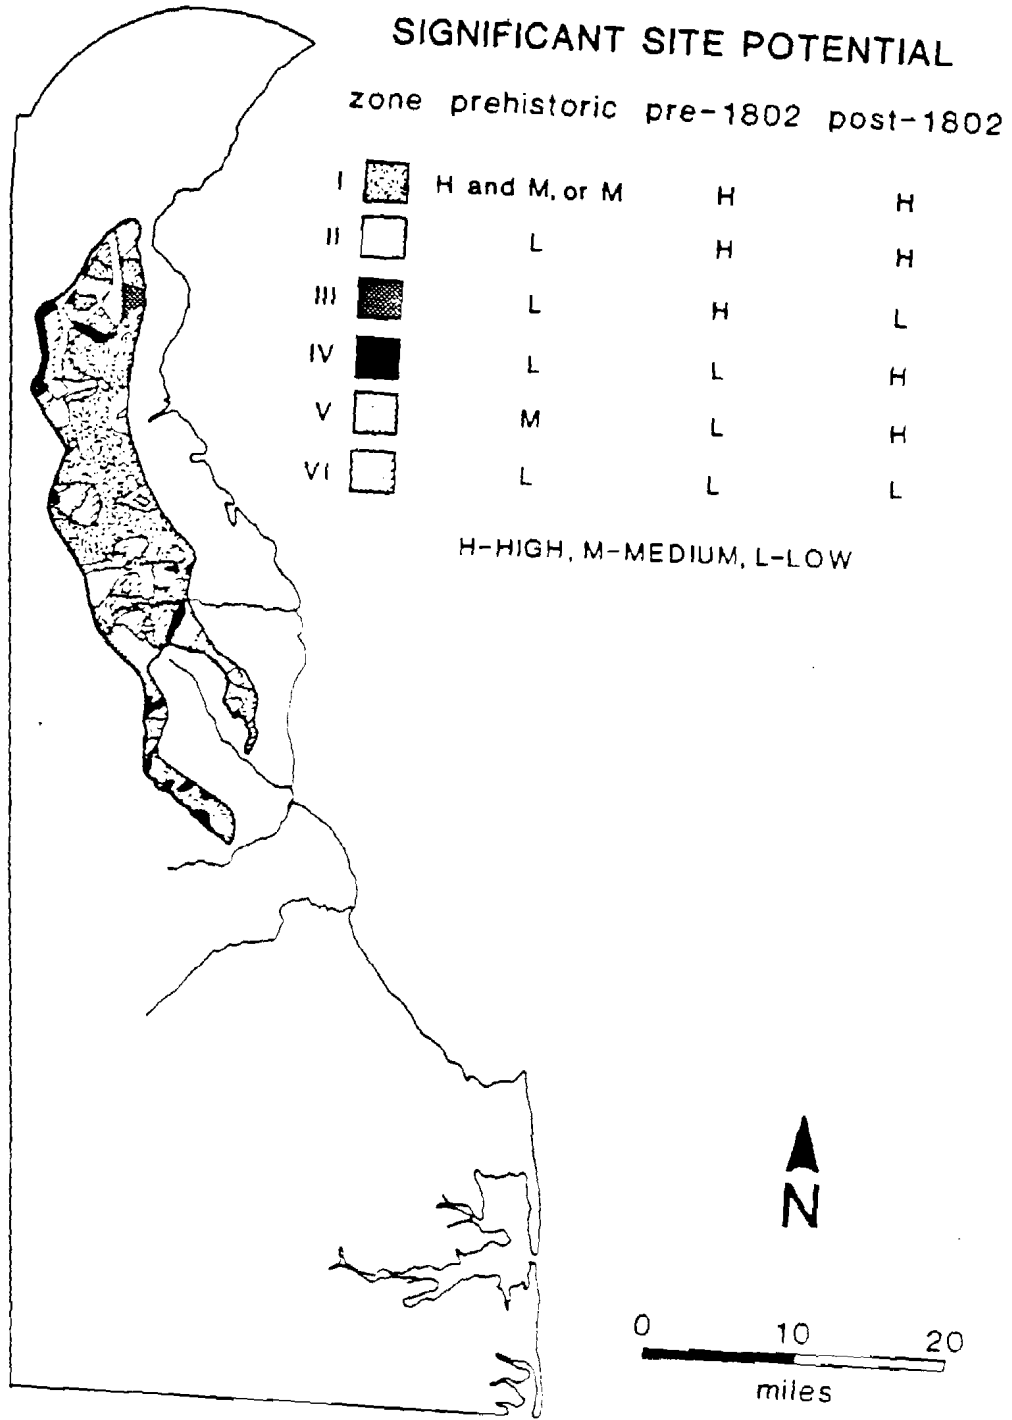 SIGNIFICANT SITE POTENTIAL
zone prehistoric pre-1802 post-1802
I H and M, or M H H
II L H H
III L H L
IV L L H
V M L H
VI L L L
H-HIGH, M-MEDIUM, L-LOW
N
0 10 20
miles